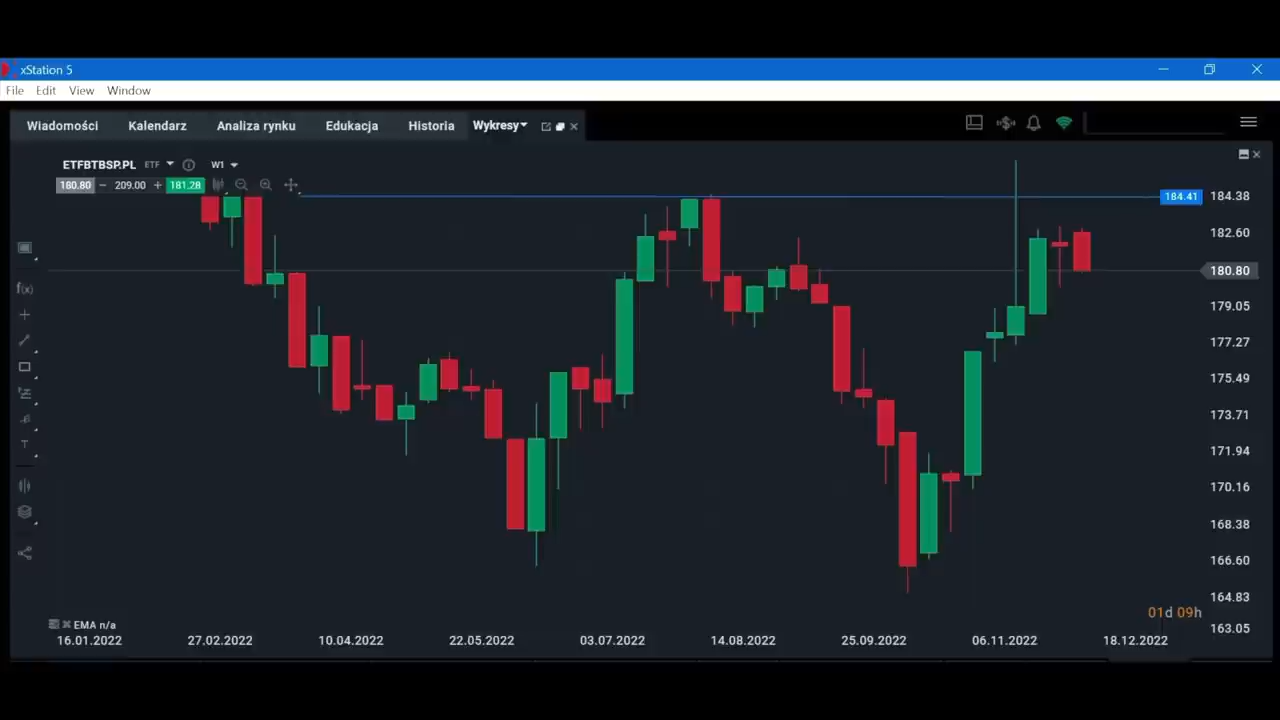 xStation 5
File Edit View Window
Wiadomości Kalendarz Analiza rynku Edukacja Historia Wykresy
ETFBTBSP.PL ETF W1
180.80 − 209.00 + 181.28
184.41
184.38
182.60
180.80
179.05
177.27
175.49
173.71
171.94
170.16
168.38
166.60
164.83
163.05
f(x)
T
01d 09h
EMA n/a
16.01.2022 27.02.2022 10.04.2022 22.05.2022 03.07.2022 14.08.2022 25.09.2022 06.11.2022 18.12.2022